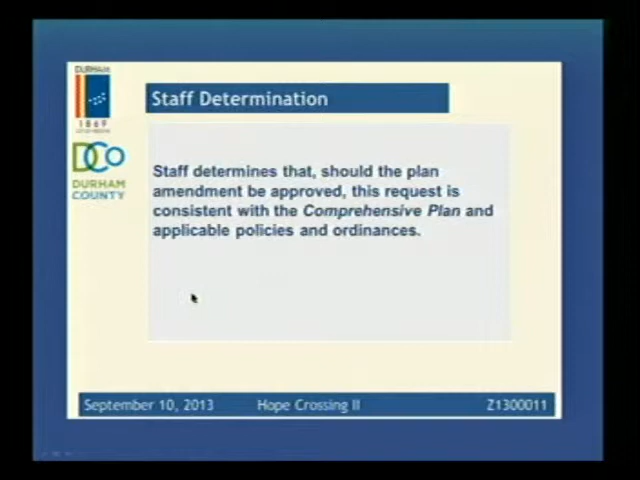 DURHAM
1869
DCO
DURHAM
COUNTY
Staff Determination
Staff determines that, should the plan
amendment be approved, this request is
consistent with the Comprehensive Plan and
applicable policies and ordinances.
September 10, 2013 Hope Crossing II Z1300011